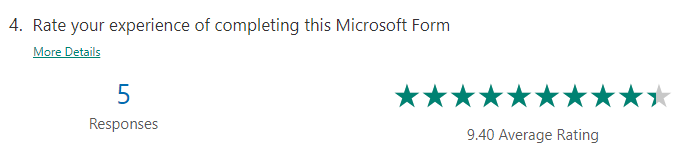 4. Rate your experience of completing this Microsoft Form
More Details
5
Responses
9.40 Average Rating